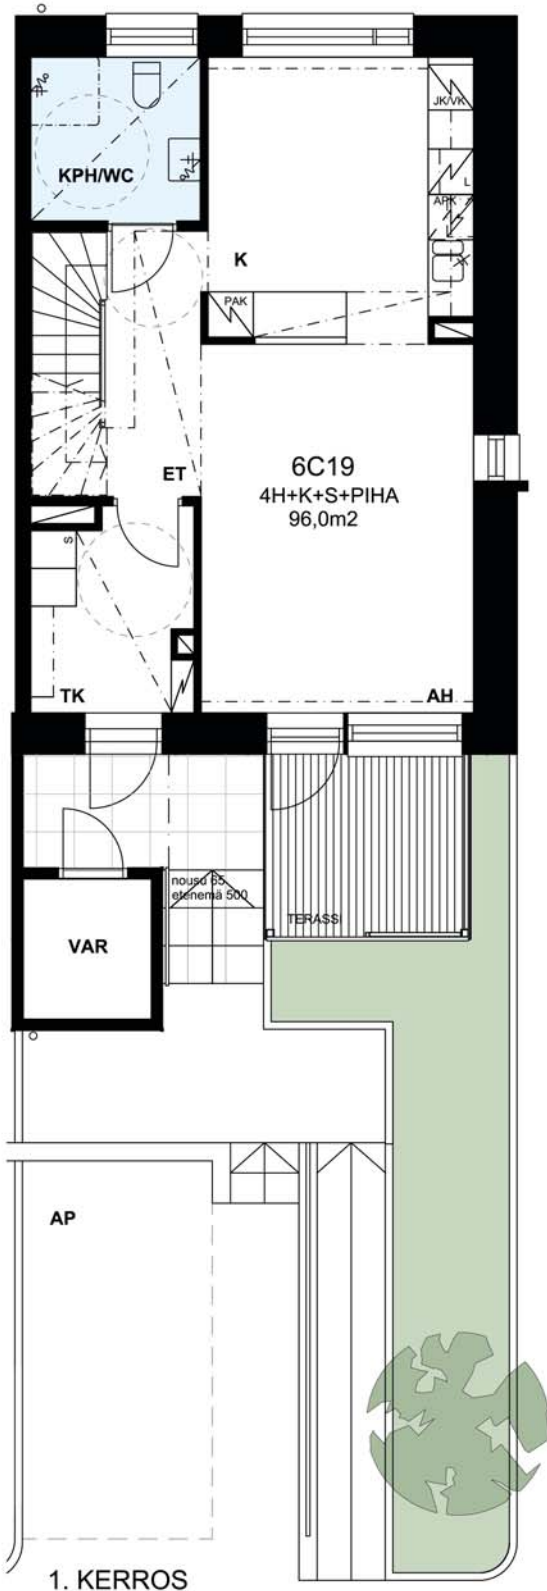 JK/VK
KPH/WC
L
APK
K
PAK
ET
6C19
4H+K+S+PIHA
96,0m2
S
TK
AH
nousu 65
etenemä 500
TERASSI
VAR
AP
1. KERROS